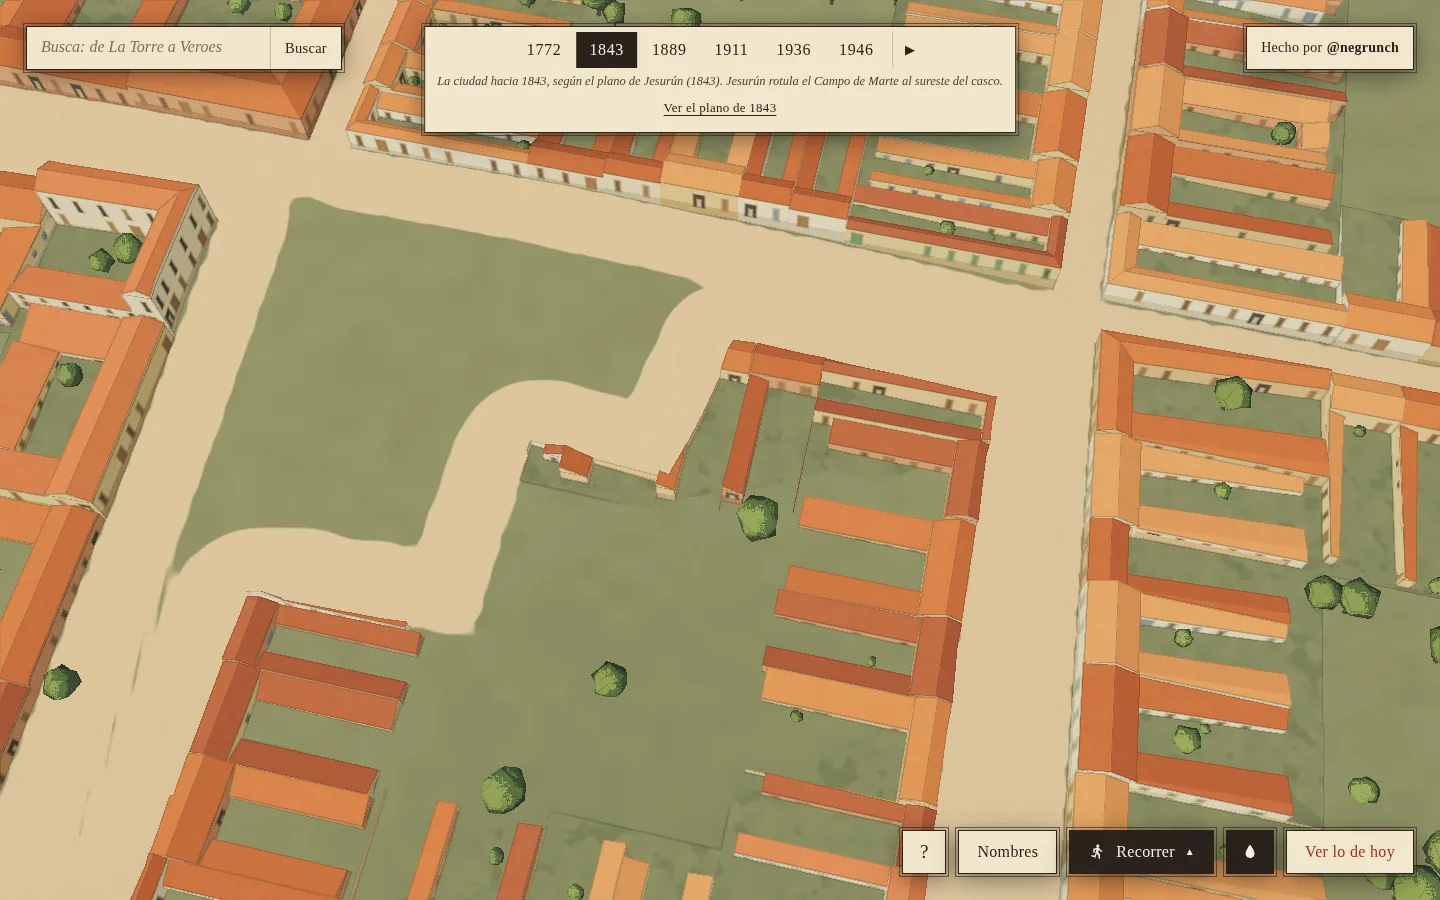 Busca: de La Torre a Veroes
Buscar
1772 1843 1889 1911 1936 1946 ▶
La ciudad hacia 1843, según el plano de Jesurún (1843). Jesurún rotula el Campo de Marte al sureste del casco.
Ver el plano de 1843
Hecho por @negrunch
? Nombres Recorrer ▲ Ver lo de hoy